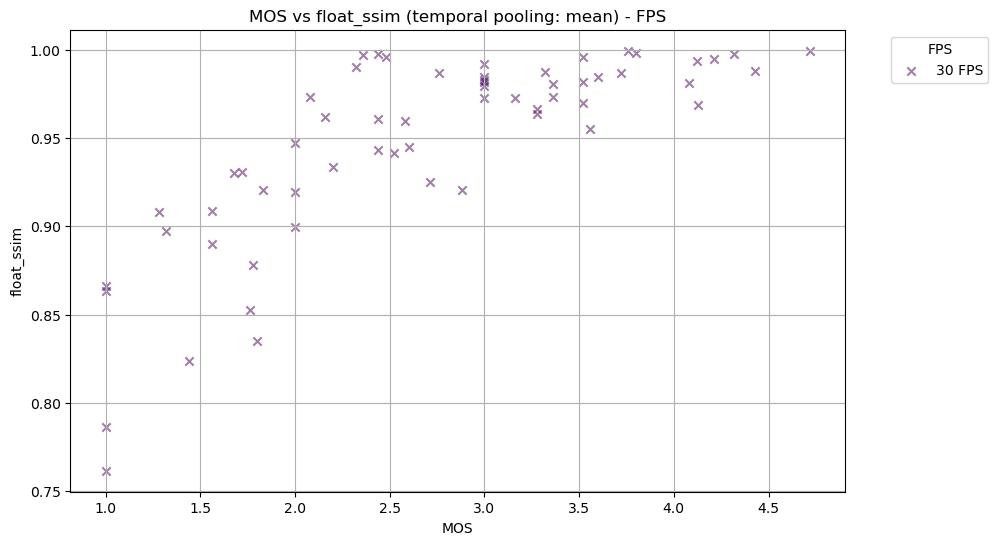 MOS vs float_ssim (temporal pooling: mean) - FPS
FPS
30 FPS
float_ssim
1.00
0.95
0.90
0.85
0.80
0.75
1.0 1.5 2.0 2.5 3.0 3.5 4.0 4.5
MOS